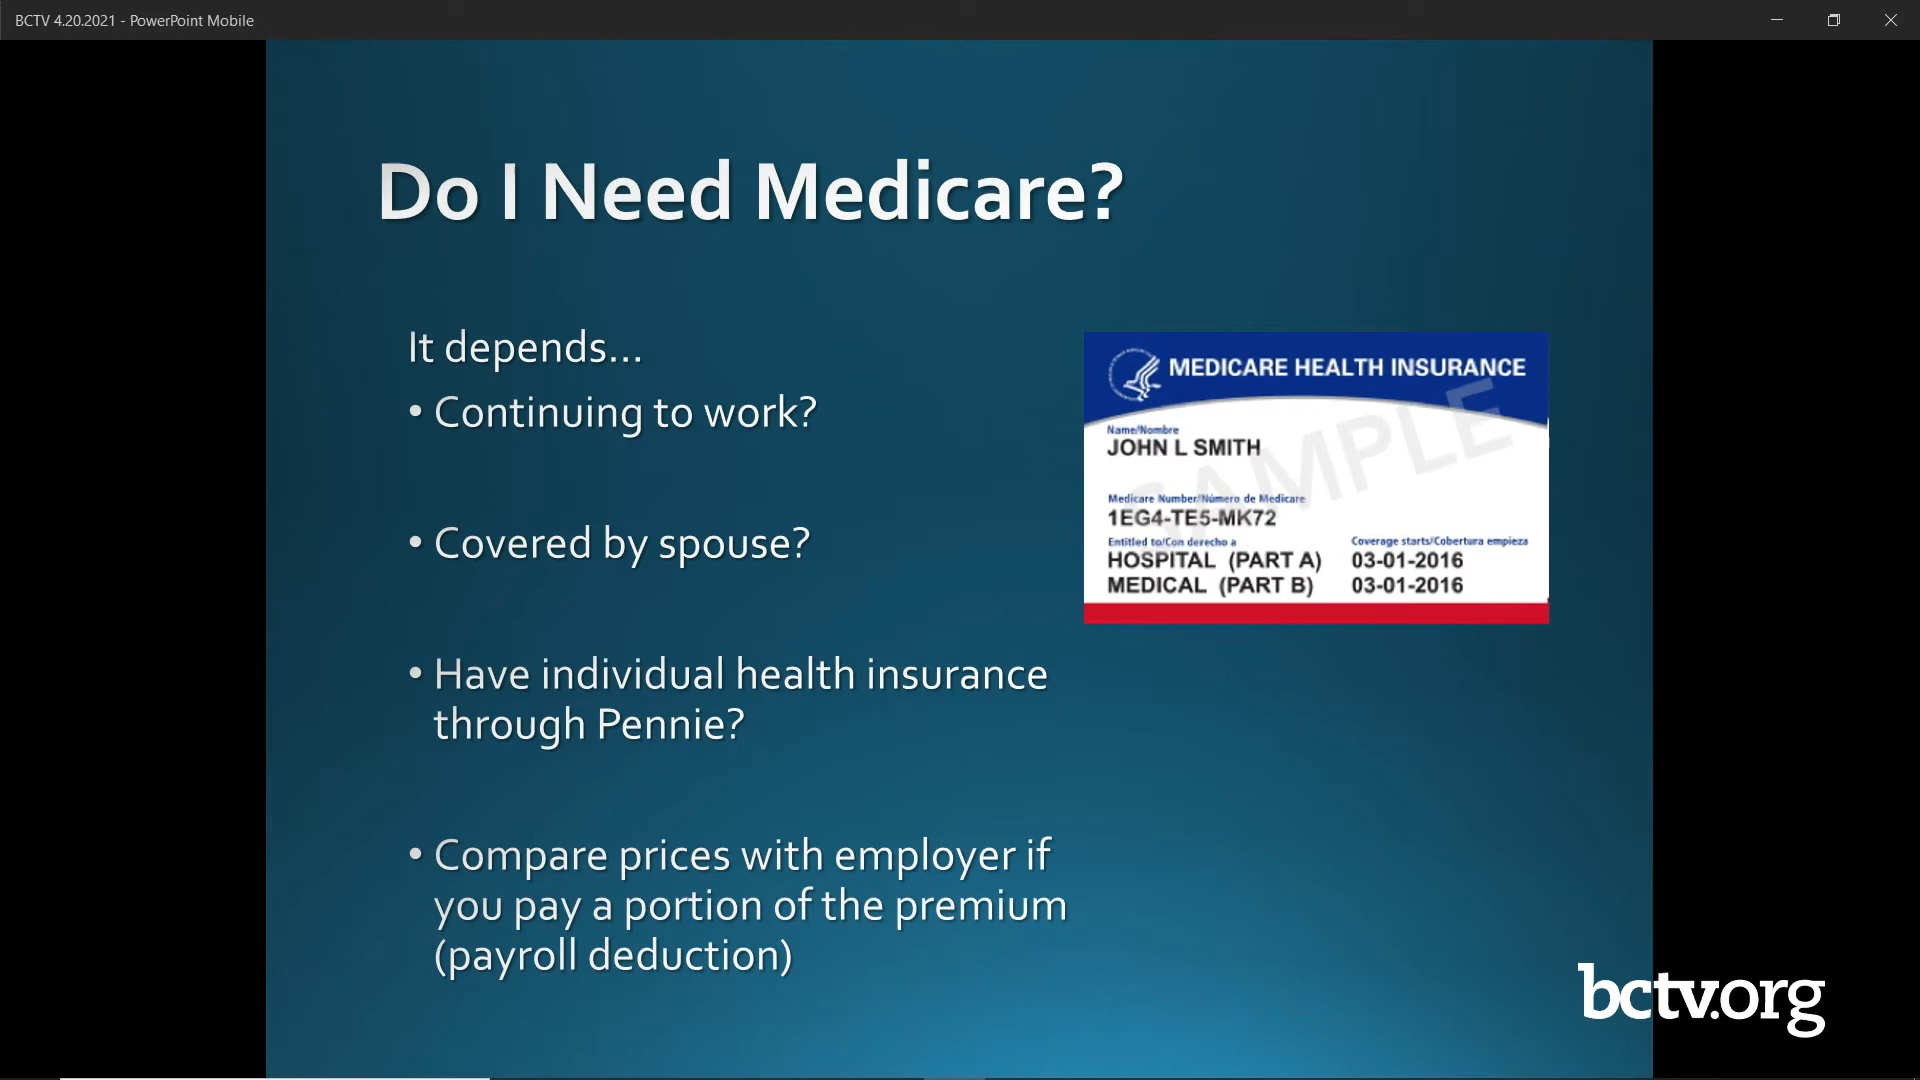 BCTV 4.20.2021 - PowerPoint Mobile
Do I Need Medicare?
It depends...
• Continuing to work?
• Covered by spouse?
• Have individual health insurance
through Pennie?
• Compare prices with employer if
you pay a portion of the premium
(payroll deduction)
MEDICARE HEALTH INSURANCE
SAMPLE
Name/Nombre
JOHN L SMITH
Medicare Number/Número de Medicare
1EG4-TE5-MK72
Entitled to/Con derecho a Coverage starts/Cobertura empieza
HOSPITAL (PART A) 03-01-2016
MEDICAL (PART B) 03-01-2016
bctv.org